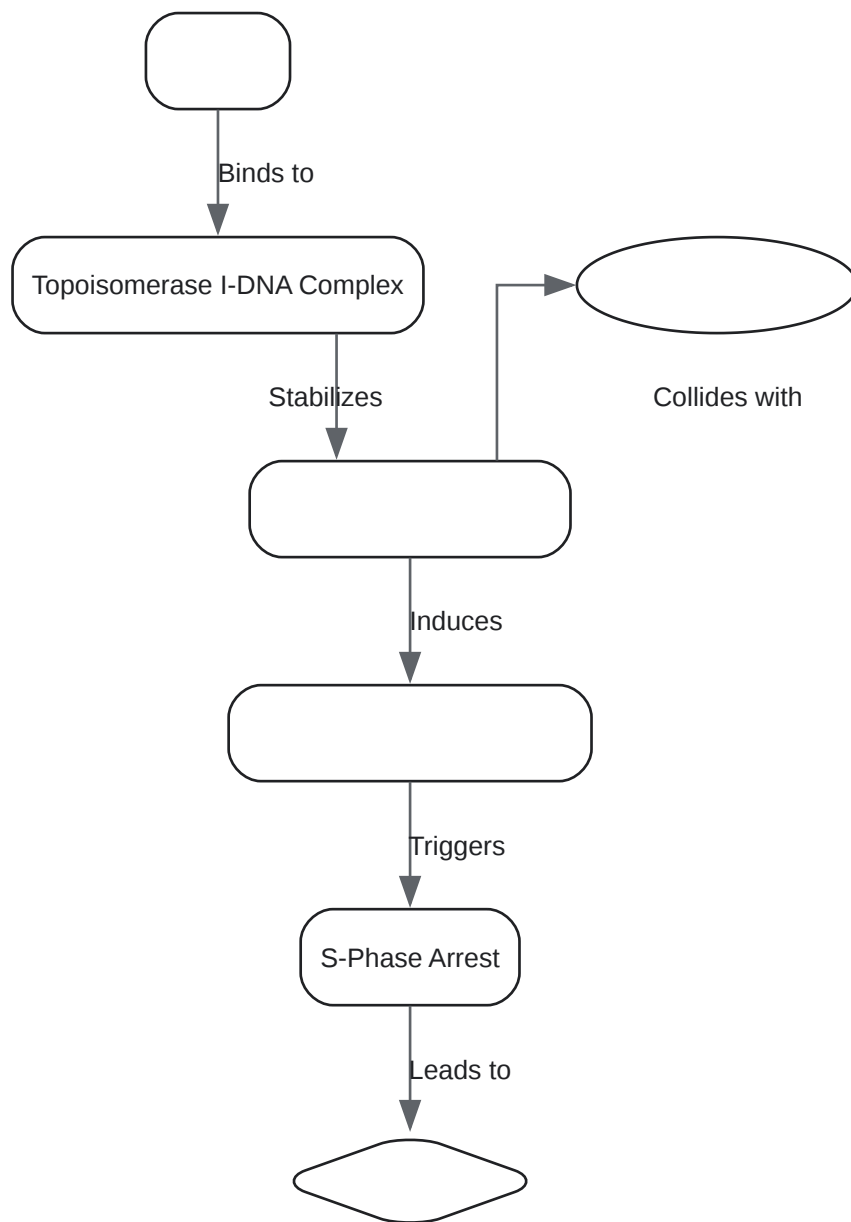 Binds to
Topoisomerase I-DNA Complex
Stabilizes
Collides with
Induces
Triggers
S-Phase Arrest
Leads to